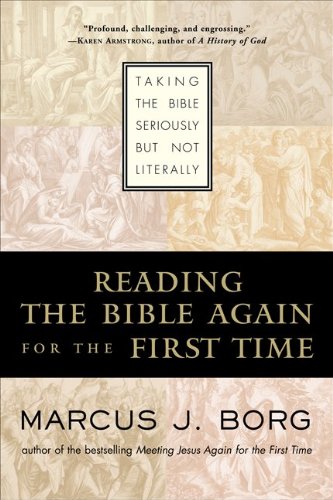 "Profound, challenging, and engrossing."
—KAREN ARMSTRONG, author of A History of God
TAKING
THE BIBLE
SERIOUSLY
BUT NOT
LITERALLY
READING
THE BIBLE AGAIN
FOR THE FIRST TIME
MARCUS J. BORG
author of the bestselling Meeting Jesus Again for the First Time